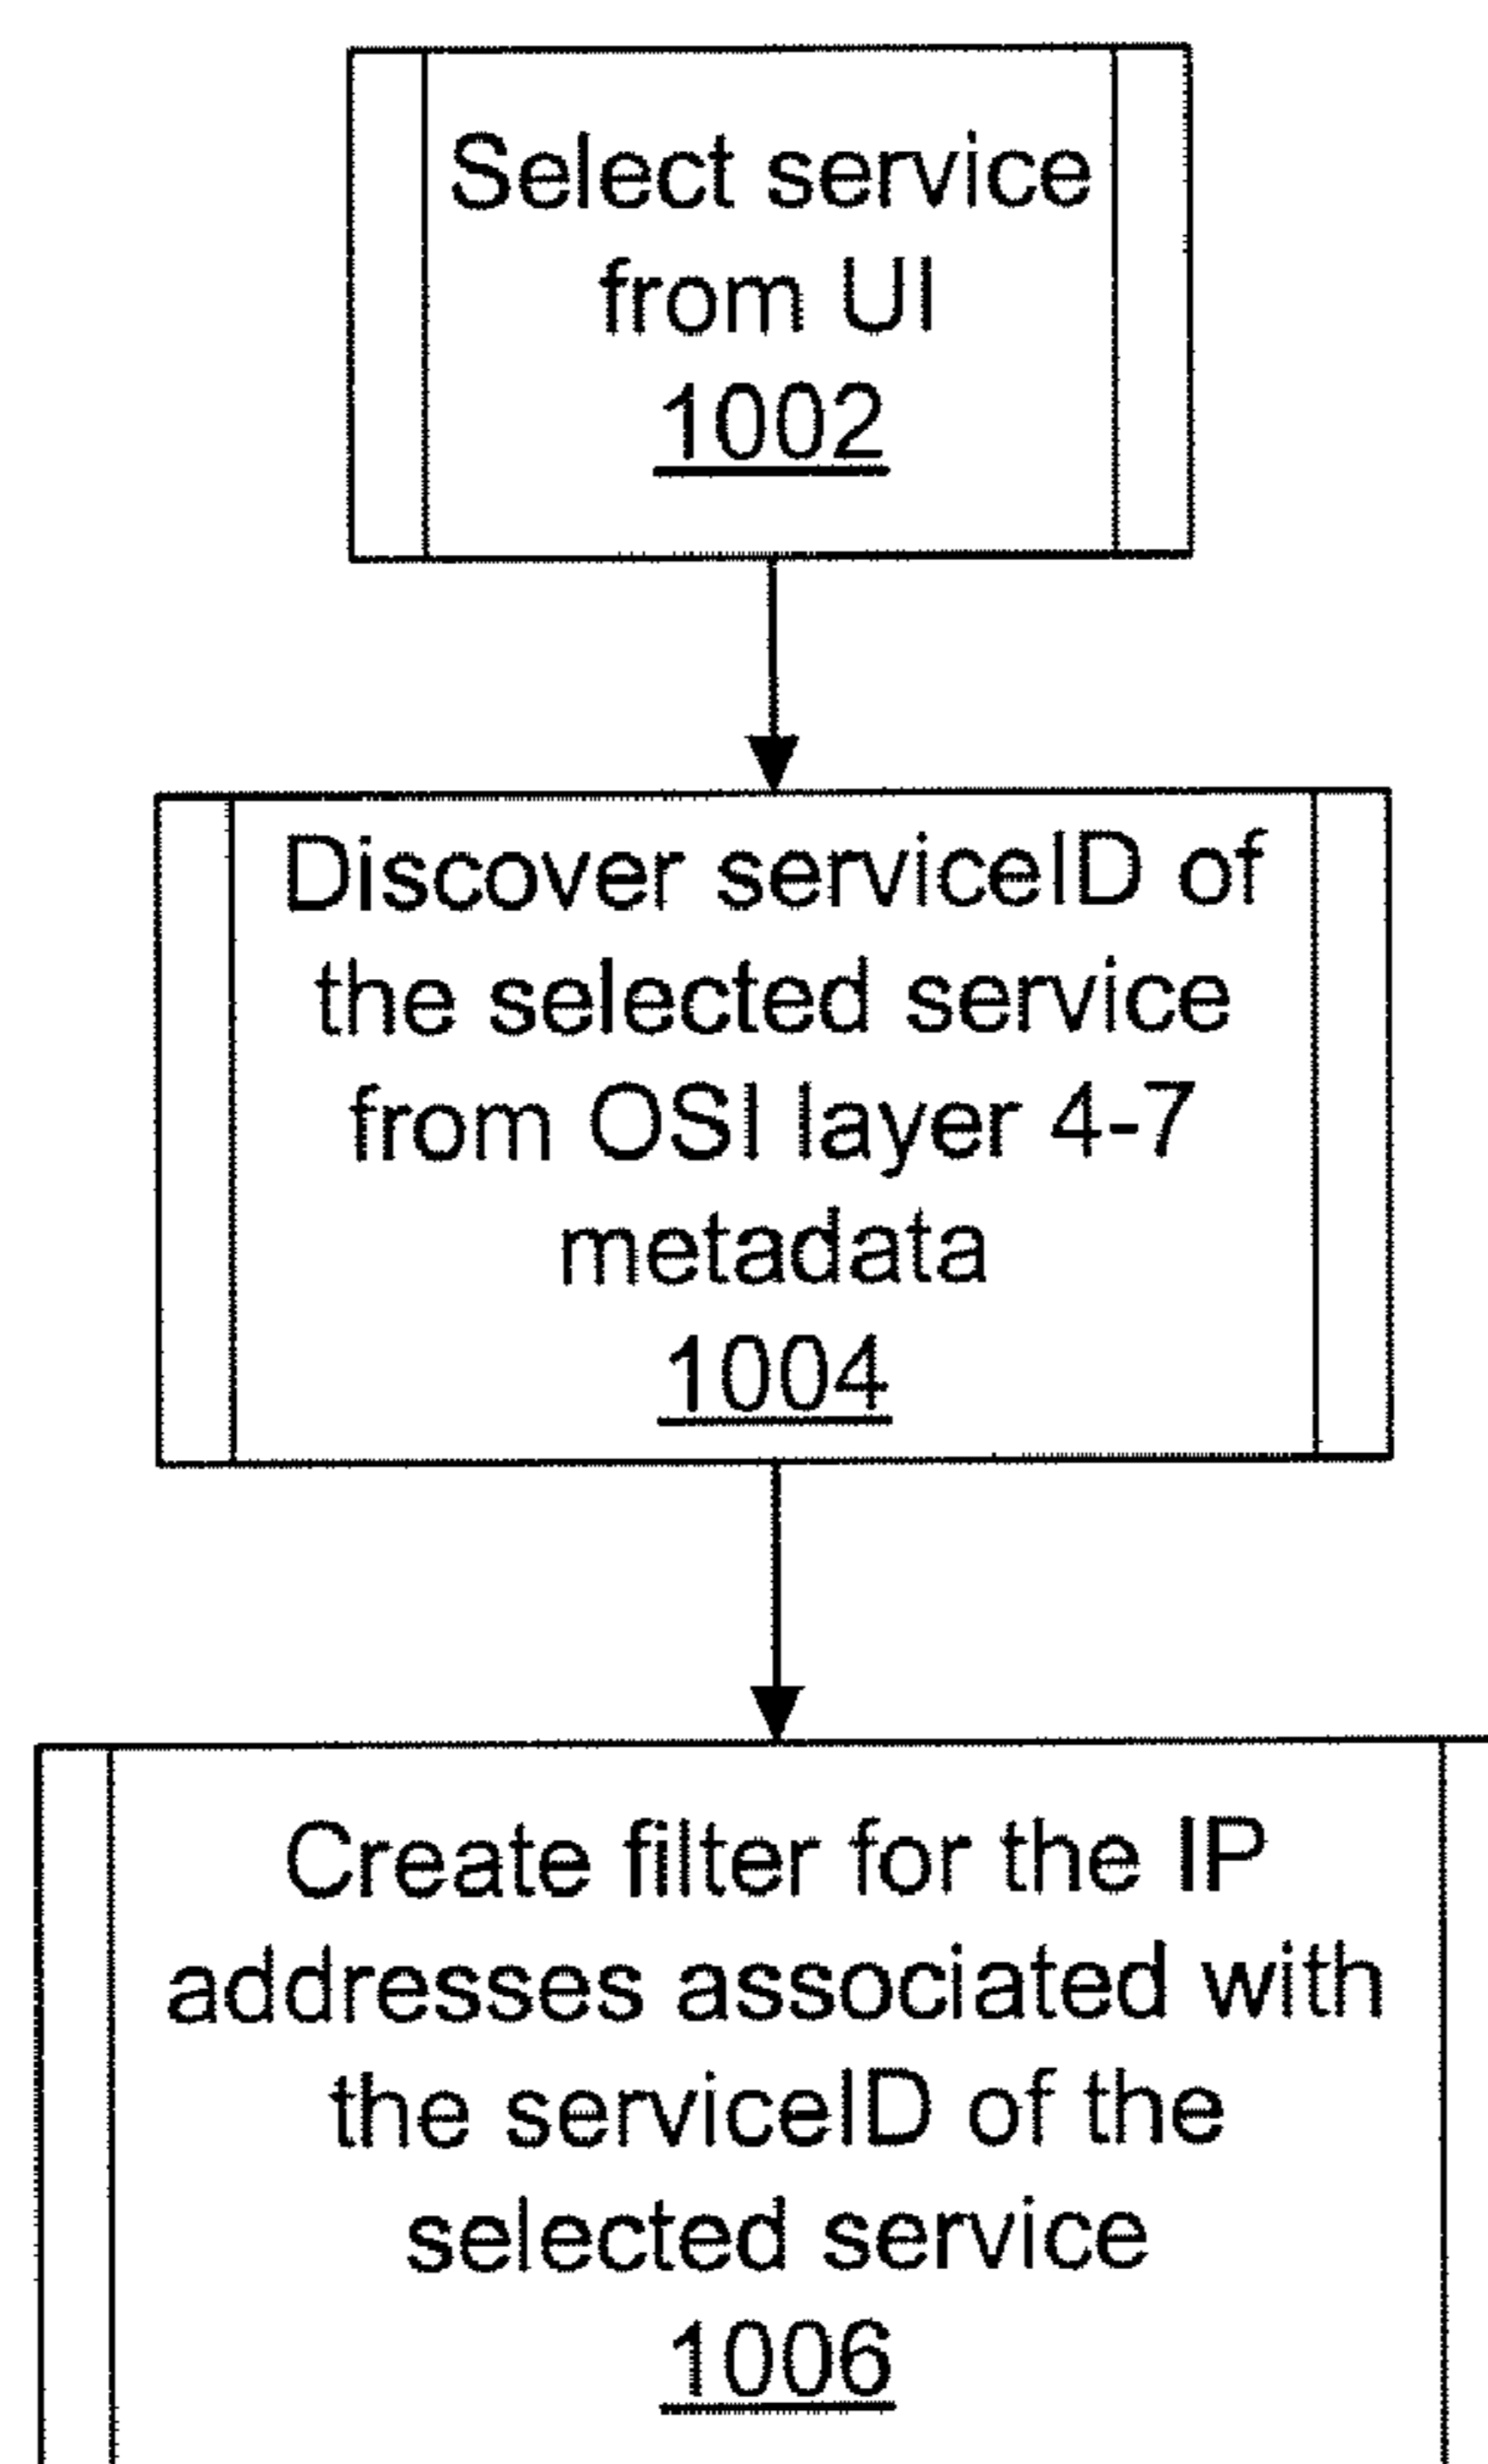 Select service
from UI
1002
Discover serviceID of
the selected service
from OSI layer 4-7
metadata
1004
Create filter for the IP
addresses associated with
the serviceID of the
selected service
1006